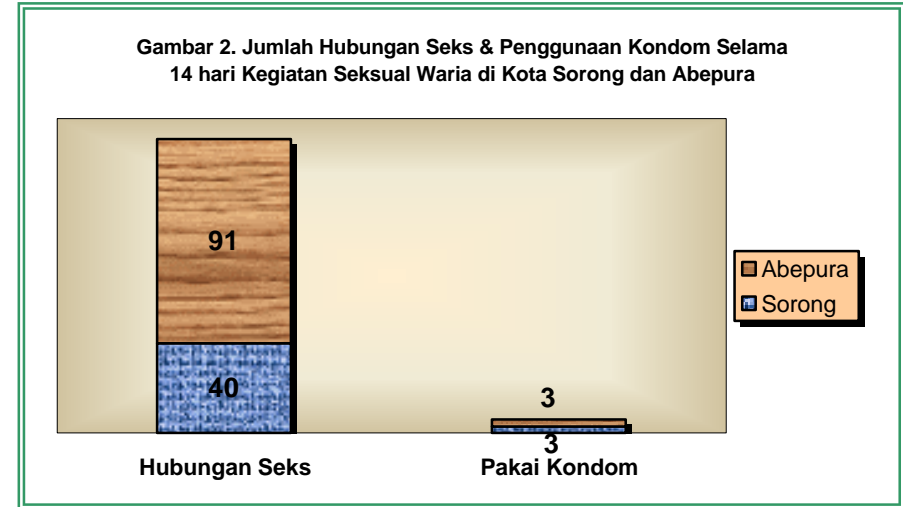 Gambar 2. Jumlah Hubungan Seks & Penggunaan Kondom Selama
14 hari Kegiatan Seksual Waria di Kota Sorong dan Abepura
91
40
3
3
Hubungan Seks
Pakai Kondom
Abepura
Sorong